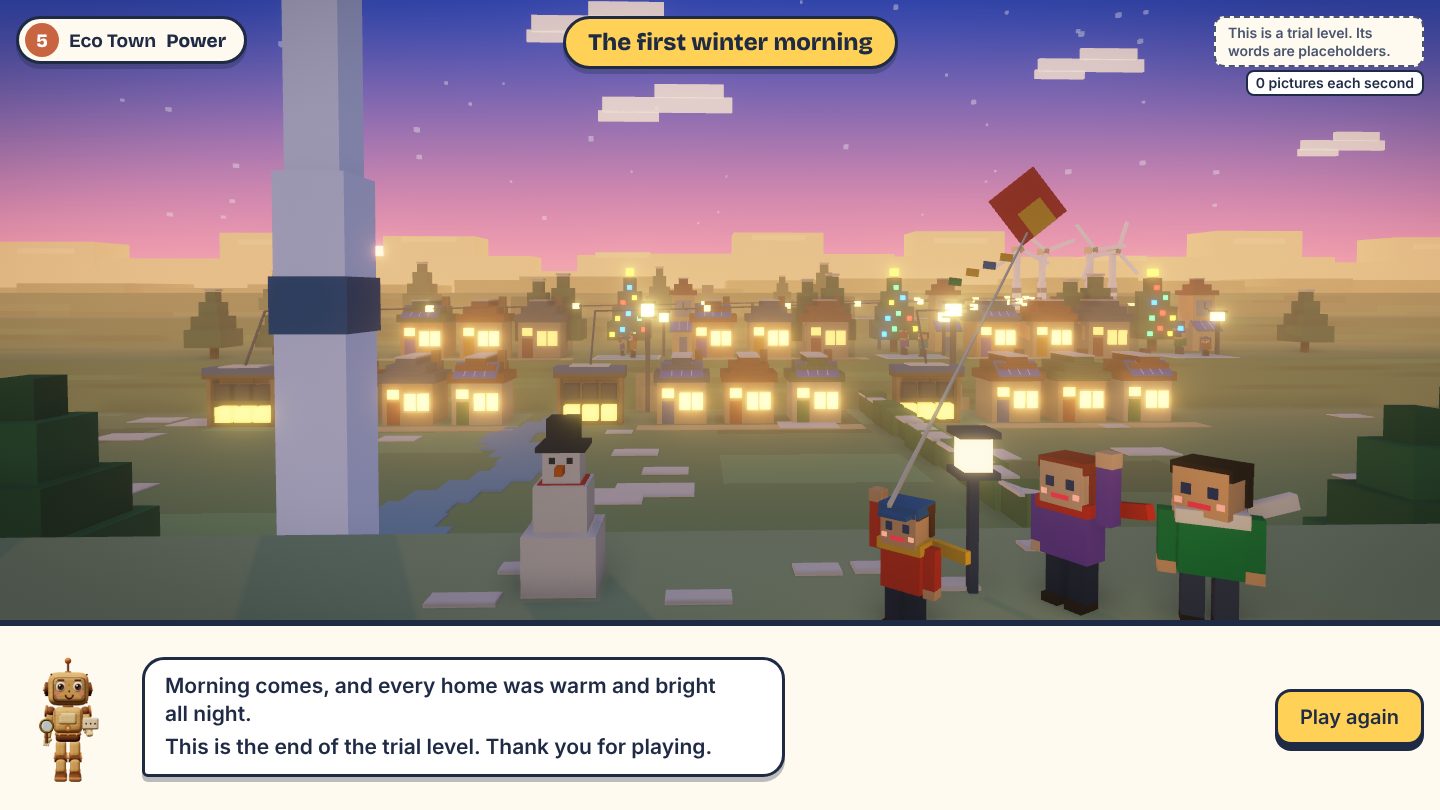 5 Eco Town Power
The first winter morning
This is a trial level. Its
words are placeholders.
0 pictures each second
Morning comes, and every home was warm and bright
all night.
This is the end of the trial level. Thank you for playing.
Play again